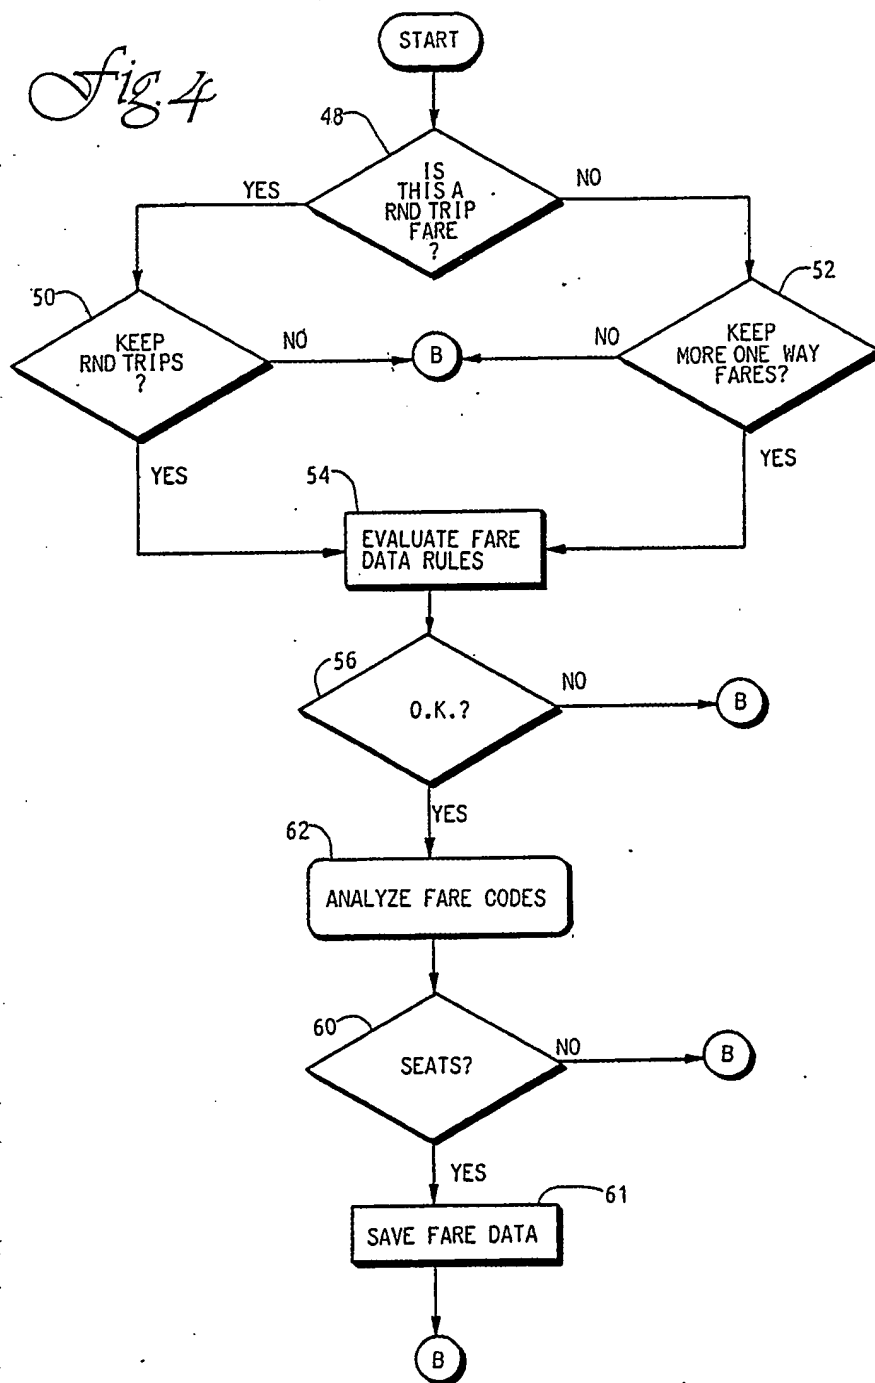 Fig. 4
START
48
IS
THIS A
RND TRIP
FARE
?
YES
NO
50
52
KEEP
RND TRIPS
?
NO
B
NO
KEEP
MORE ONE WAY
FARES?
YES
YES
54
EVALUATE FARE
DATA RULES
56
O.K.?
NO
B
YES
62
ANALYZE FARE CODES
60
SEATS?
NO
B
YES
61
SAVE FARE DATA
B